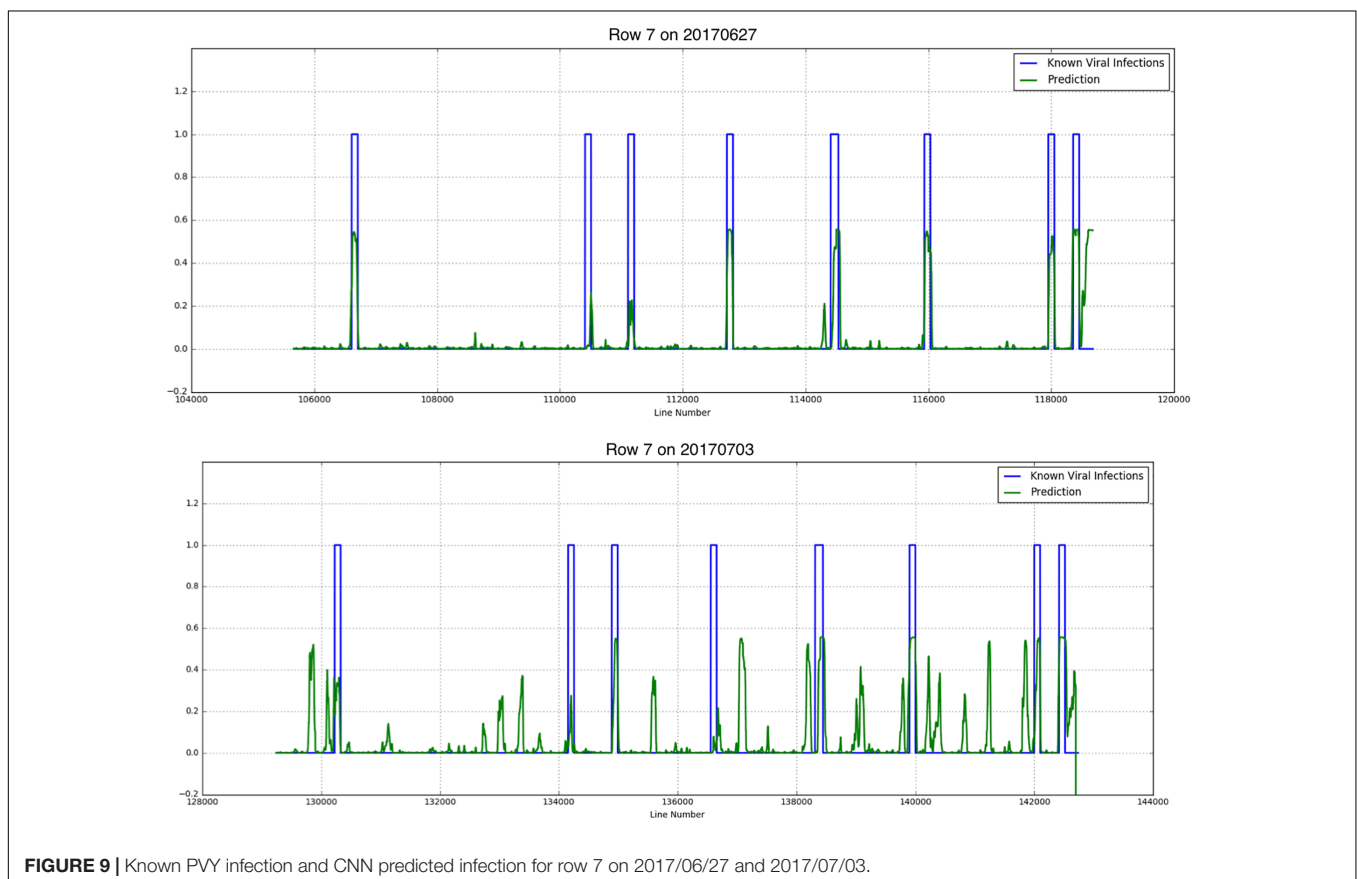 Row 7 on 20170627
Known Viral Infections
Prediction
1.2
1.0
0.8
0.6
0.4
0.2
0.0
−0.2
104000 106000 108000 110000 112000 114000 116000 118000 120000
Line Number
Row 7 on 20170703
Known Viral Infections
Prediction
1.2
1.0
0.8
0.6
0.4
0.2
0.0
−0.2
128000 130000 132000 134000 136000 138000 140000 142000 144000
Line Number
FIGURE 9 | Known PVY infection and CNN predicted infection for row 7 on 2017/06/27 and 2017/07/03.